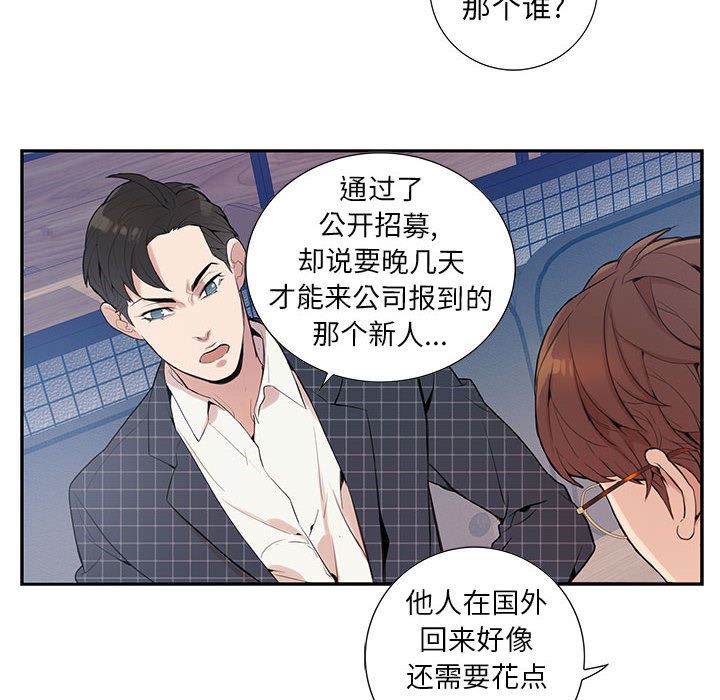 那个谁?
通过了
公开招募,
却说要晚几天
才能来公司报到的
那个新人...
他人在国外
回来好像
还需要花点